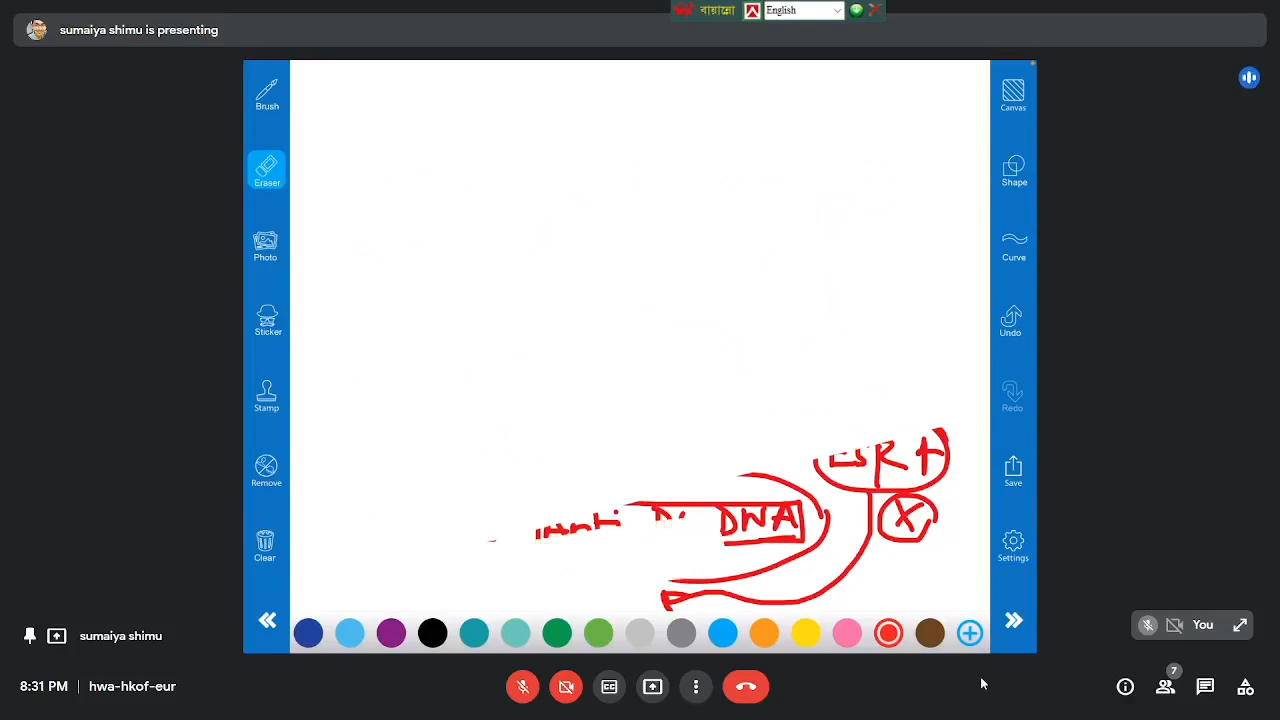 বায়ান্নো English
sumaiya shimu is presenting
Brush
Canvas
Eraser
Shape
Photo
Curve
Sticker
Undo
Stamp
Redo
Remove
Save
Clear
Settings
DNA
X
sumaiya shimu
You
8:31 PM | hwa-hkof-eur
CC
7